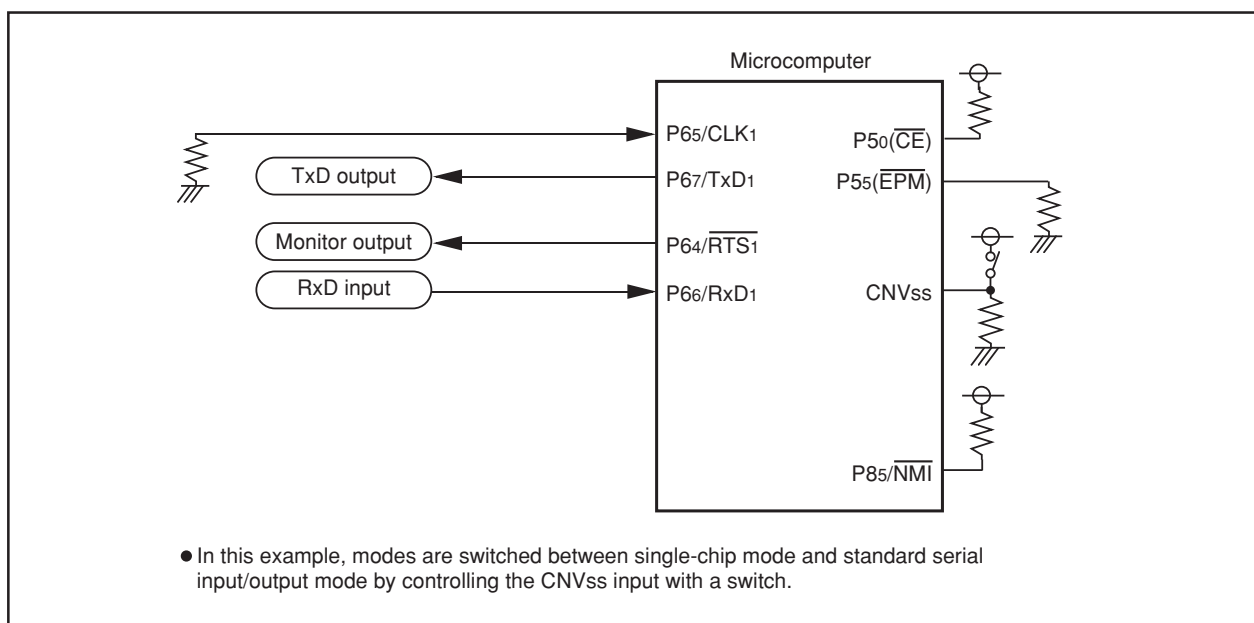 Microcomputer
P65/CLK1
P50(CE)
TxD output
P67/TxD1
P55(EPM)
Monitor output
P64/RTS1
RxD input
P66/RxD1
CNVss
P85/NMI
● In this example, modes are switched between single-chip mode and standard serial
input/output mode by controlling the CNVss input with a switch.